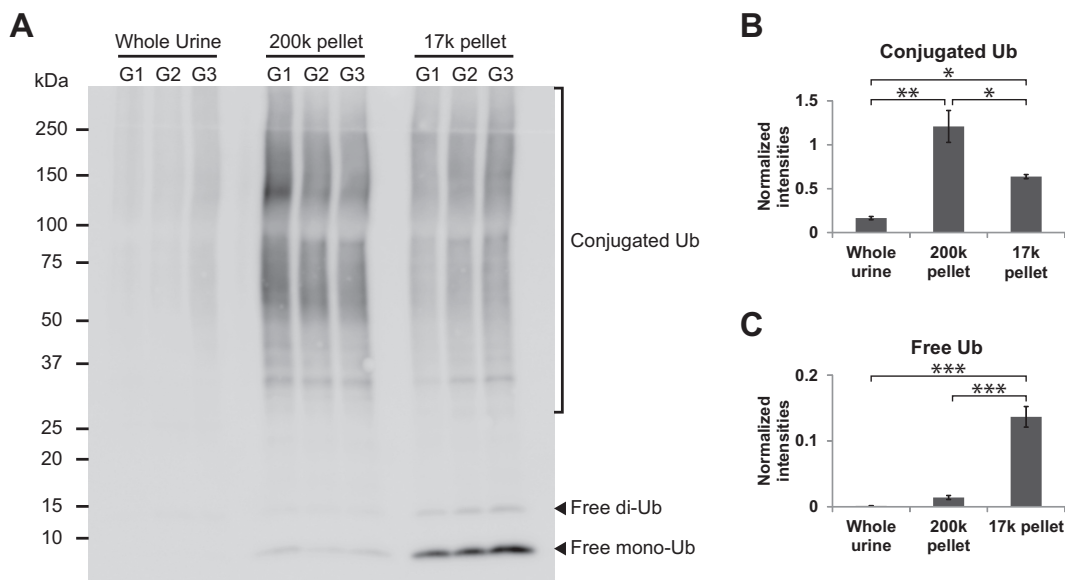 A
Whole Urine 200k pellet 17k pellet
kDa G1 G2 G3 G1 G2 G3 G1 G2 G3
250
150
100
75
50
37
25
20
15
10
Conjugated Ub
Free di-Ub
Free mono-Ub
B
Conjugated Ub
*
** *
Normalized
intensities
1.5
1
0.5
0
Whole
urine
200k
pellet
17k
pellet
C
Free Ub
***
***
Normalized
intensities
0.2
0.1
0
Whole
urine
200k
pellet
17k pellet